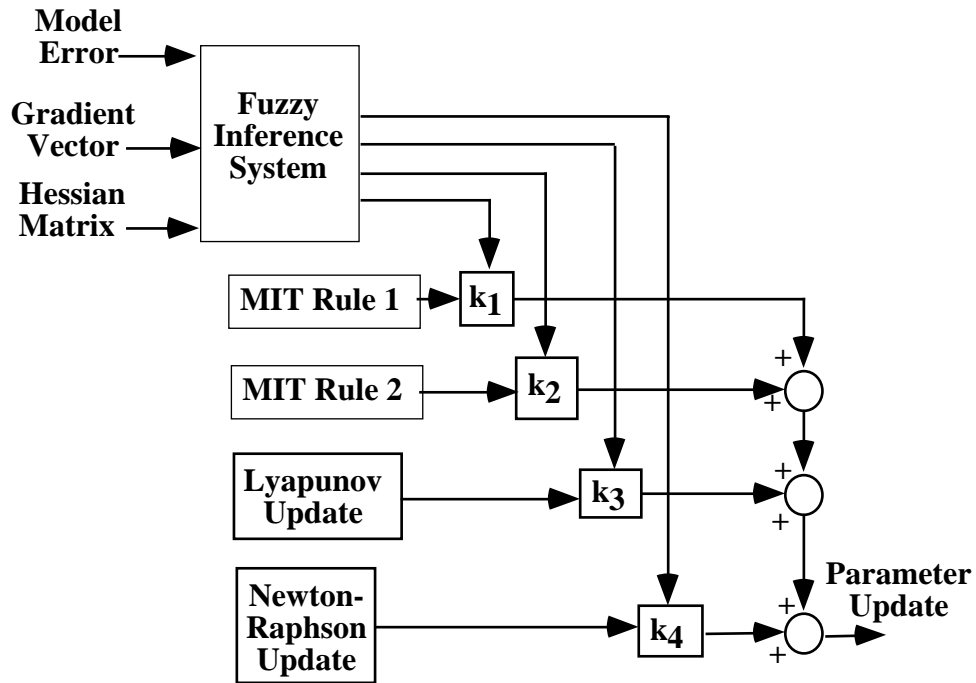 Model
Error
Gradient
Vector
Hessian
Matrix
Fuzzy
Inference
System
MIT Rule 1
k1
+
+
MIT Rule 2
k2
Lyapunov
Update
k3
+
+
Newton-
Raphson
Update
k4
+
+
Parameter
Update